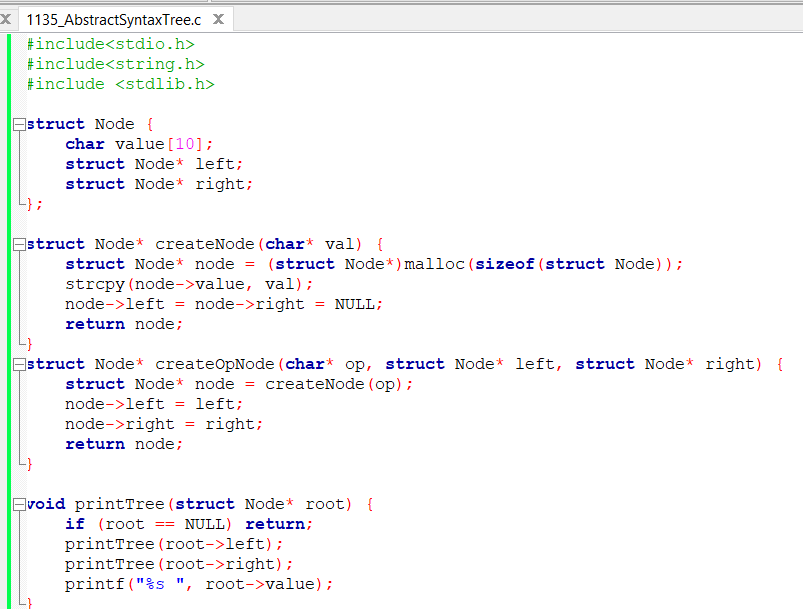 1135_AbstractSyntaxTree.c
#include<stdio.h>
#include<string.h>
#include <stdlib.h>
struct Node {
    char value[10];
    struct Node* left;
    struct Node* right;
};
struct Node* createNode(char* val) {
    struct Node* node = (struct Node*)malloc(sizeof(struct Node));
    strcpy(node->value, val);
    node->left = node->right = NULL;
    return node;
}
struct Node* createOpNode(char* op, struct Node* left, struct Node* right) {
    struct Node* node = createNode(op);
    node->left = left;
    node->right = right;
    return node;
}
void printTree(struct Node* root) {
    if (root == NULL) return;
    printTree(root->left);
    printTree(root->right);
    printf("%s ", root->value);
}